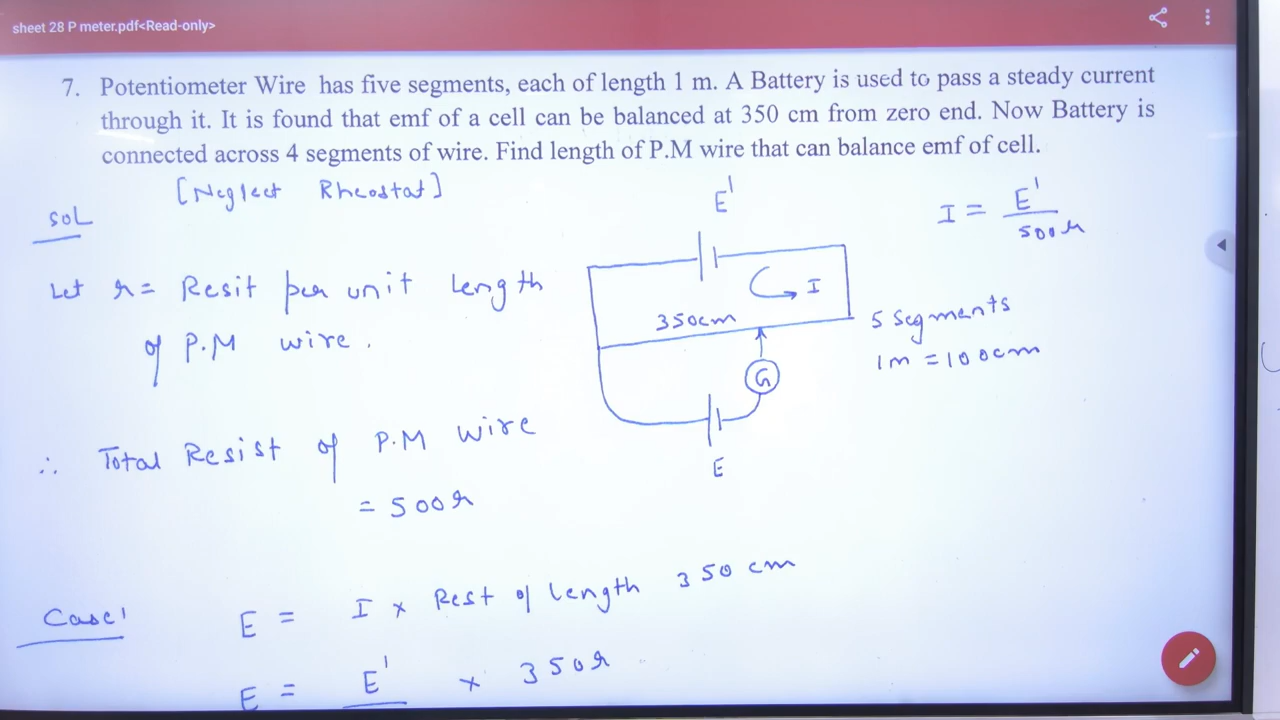 sheet 28 P meter.pdf<Read-only>
7. Potentiometer Wire has five segments, each of length 1 m. A Battery is used to pass a steady current
through it. It is found that emf of a cell can be balanced at 350 cm from zero end. Now Battery is
connected across 4 segments of wire. Find length of P.M wire that can balance emf of cell.
[Neglect Rheostat]
SOL
E'
I = E'
500r
Let r = Resit per unit length
of P.M wire.
I
350cm
5 segments
1m = 100cm
G
E
∴ Total Resist of P.M wire
= 500r
Case1
E = I × Rest of length 350 cm
E = E' × 350r